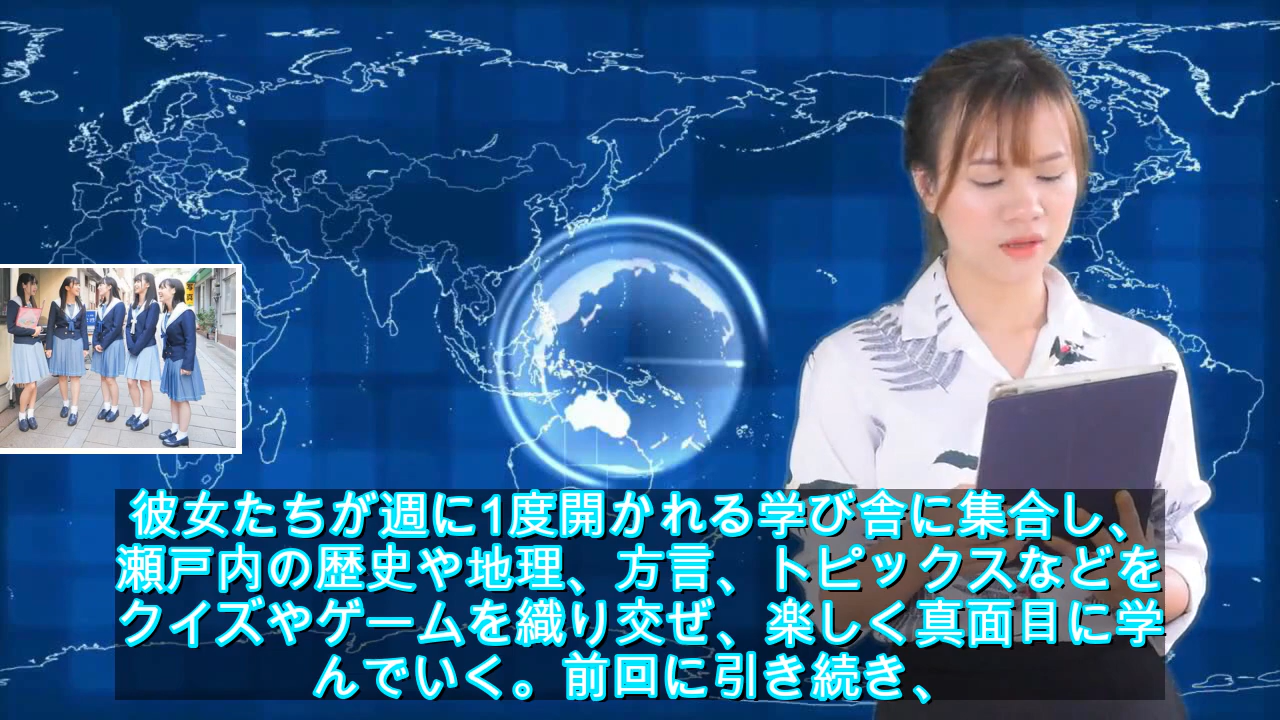 写真
彼女たちが週に1度開かれる学び舎に集合し、
瀬戸内の歴史や地理、方言、トピックスなどを
クイズやゲームを織り交ぜ、楽しく真面目に学
んでいく。前回に引き続き、